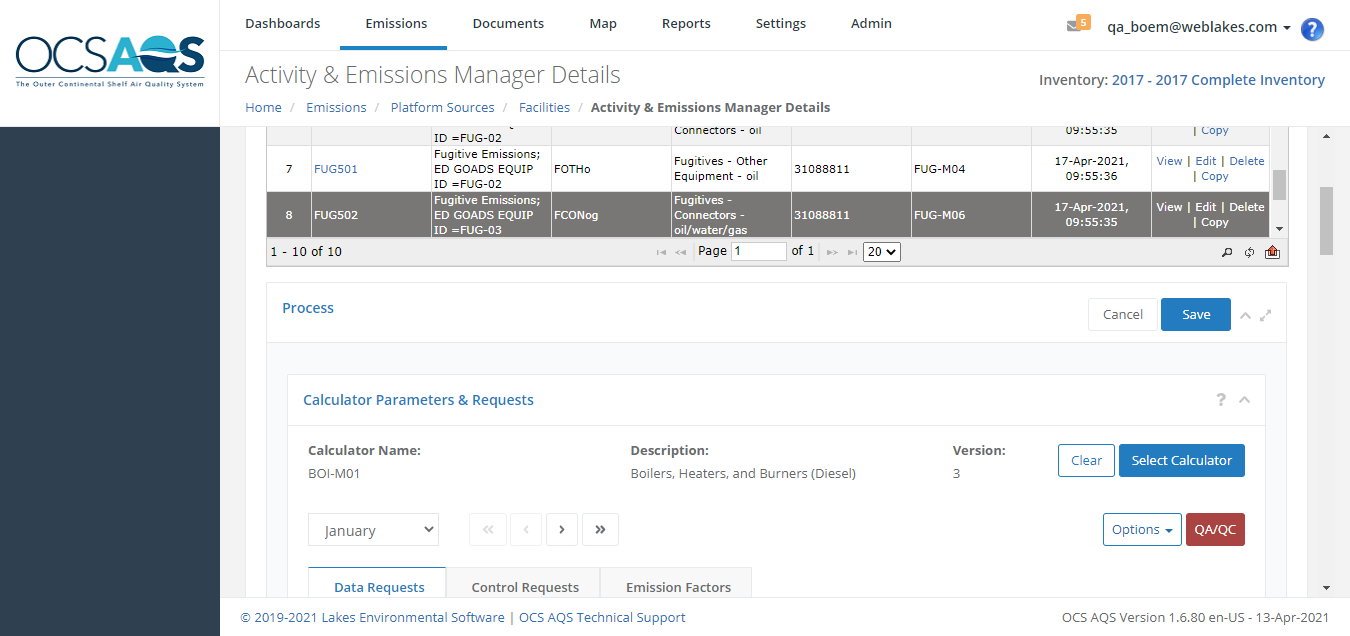 Dashboards Emissions Documents Map Reports Settings Admin 5 qa_boem@weblakes.com ?
OCSAQS
The Outer Continental Shelf Air Quality System
Activity & Emissions Manager Details
Inventory: 2017 - 2017 Complete Inventory
Home / Emissions / Platform Sources / Facilities / Activity & Emissions Manager Details
ID =FUG-02
Connectors - oil
09:55:35
| Copy
7 FUG501
Fugitive Emissions;
ED GOADS EQUIP
ID =FUG-02
FOTHo
Fugitives - Other
Equipment - oil
31088811
FUG-M04
17-Apr-2021,
09:55:36
View | Edit | Delete
| Copy
8 FUG502
Fugitive Emissions;
ED GOADS EQUIP
ID =FUG-03
FCONog
Fugitives -
Connectors -
oil/water/gas
31088811
FUG-M06
17-Apr-2021,
09:55:35
View | Edit | Delete
| Copy
1 - 10 of 10
Page 1 of 1 20
Process
Cancel Save
Calculator Parameters & Requests ?
Calculator Name: Description: Version:
BOI-M01 Boilers, Heaters, and Burners (Diesel) 3
Clear Select Calculator
January « ‹ › »
Options QA/QC
Data Requests Control Requests Emission Factors
© 2019-2021 Lakes Environmental Software | OCS AQS Technical Support
OCS AQS Version 1.6.80 en-US - 13-Apr-2021